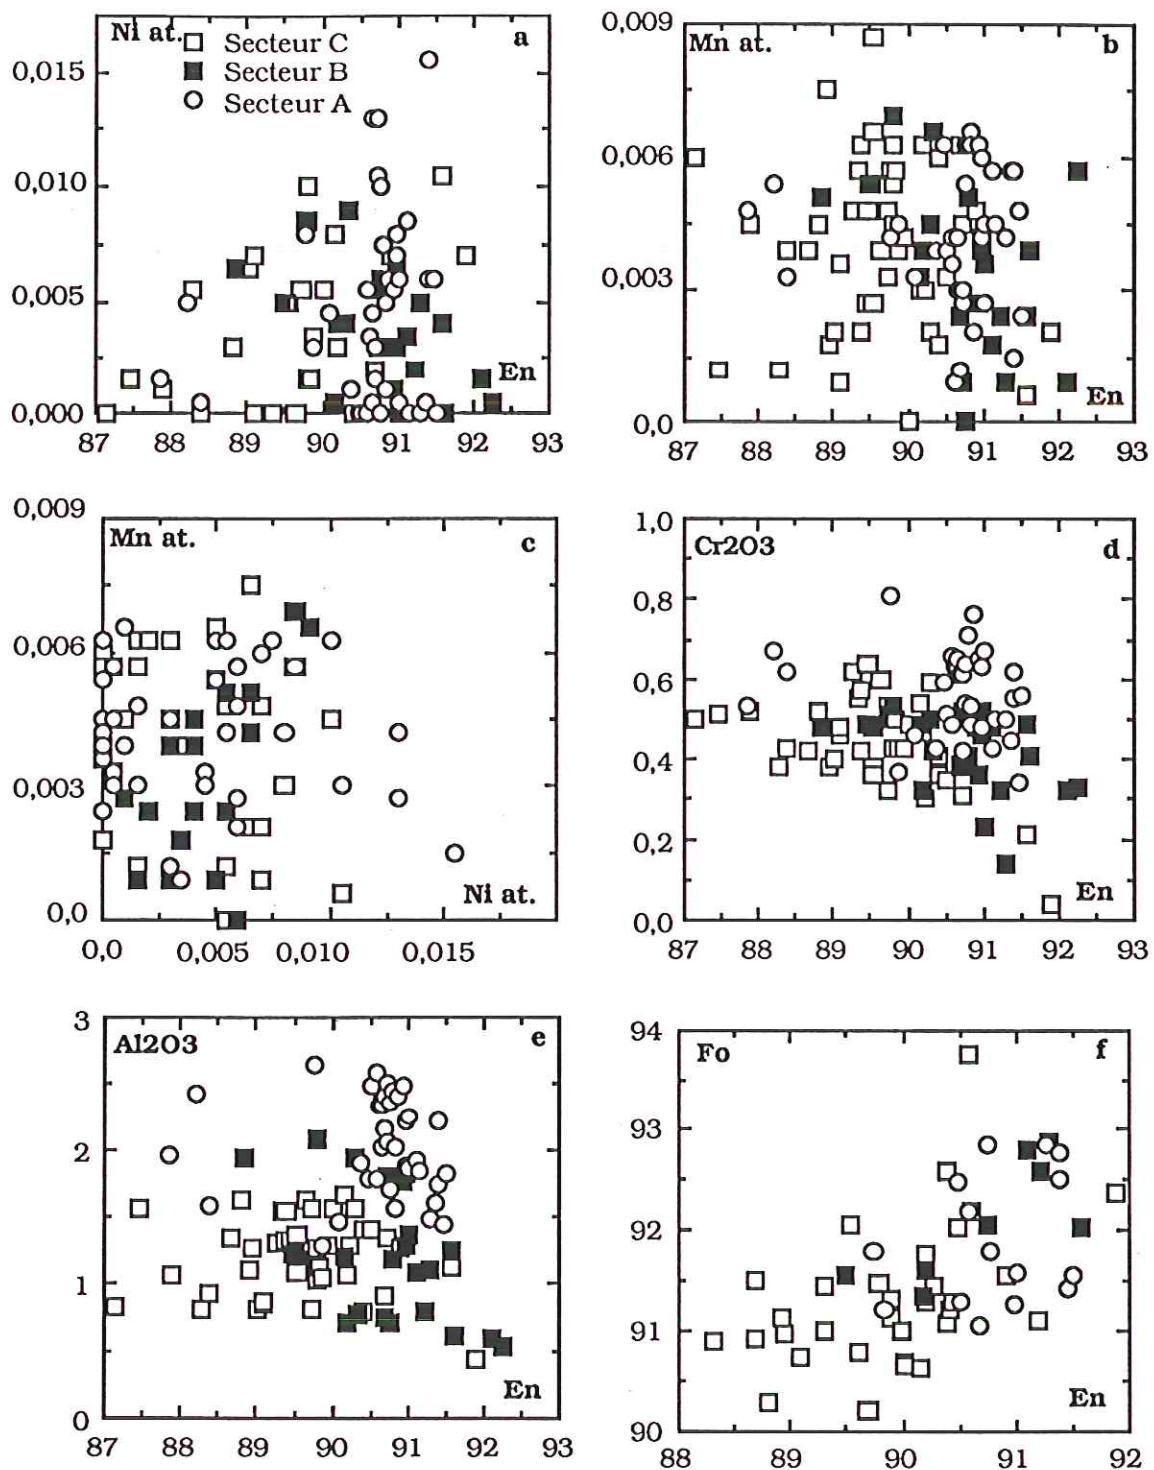 Ni at.
a
Secteur C
Secteur B
Secteur A
0,015
0,010
0,005
0,000
En
87 88 89 90 91 92 93
0,009
Mn at.
b
0,006
0,003
0,0
En
87 88 89 90 91 92 93
0,009
Mn at.
c
0,006
0,003
0,0
Ni at.
0,0 0,005 0,010 0,015
1,0
Cr2O3
d
0,8
0,6
0,4
0,2
0,0
En
87 88 89 90 91 92 93
3
Al2O3
e
2
1
0
En
87 88 89 90 91 92 93
94
Fo
f
93
92
91
90
En
88 89 90 91 92